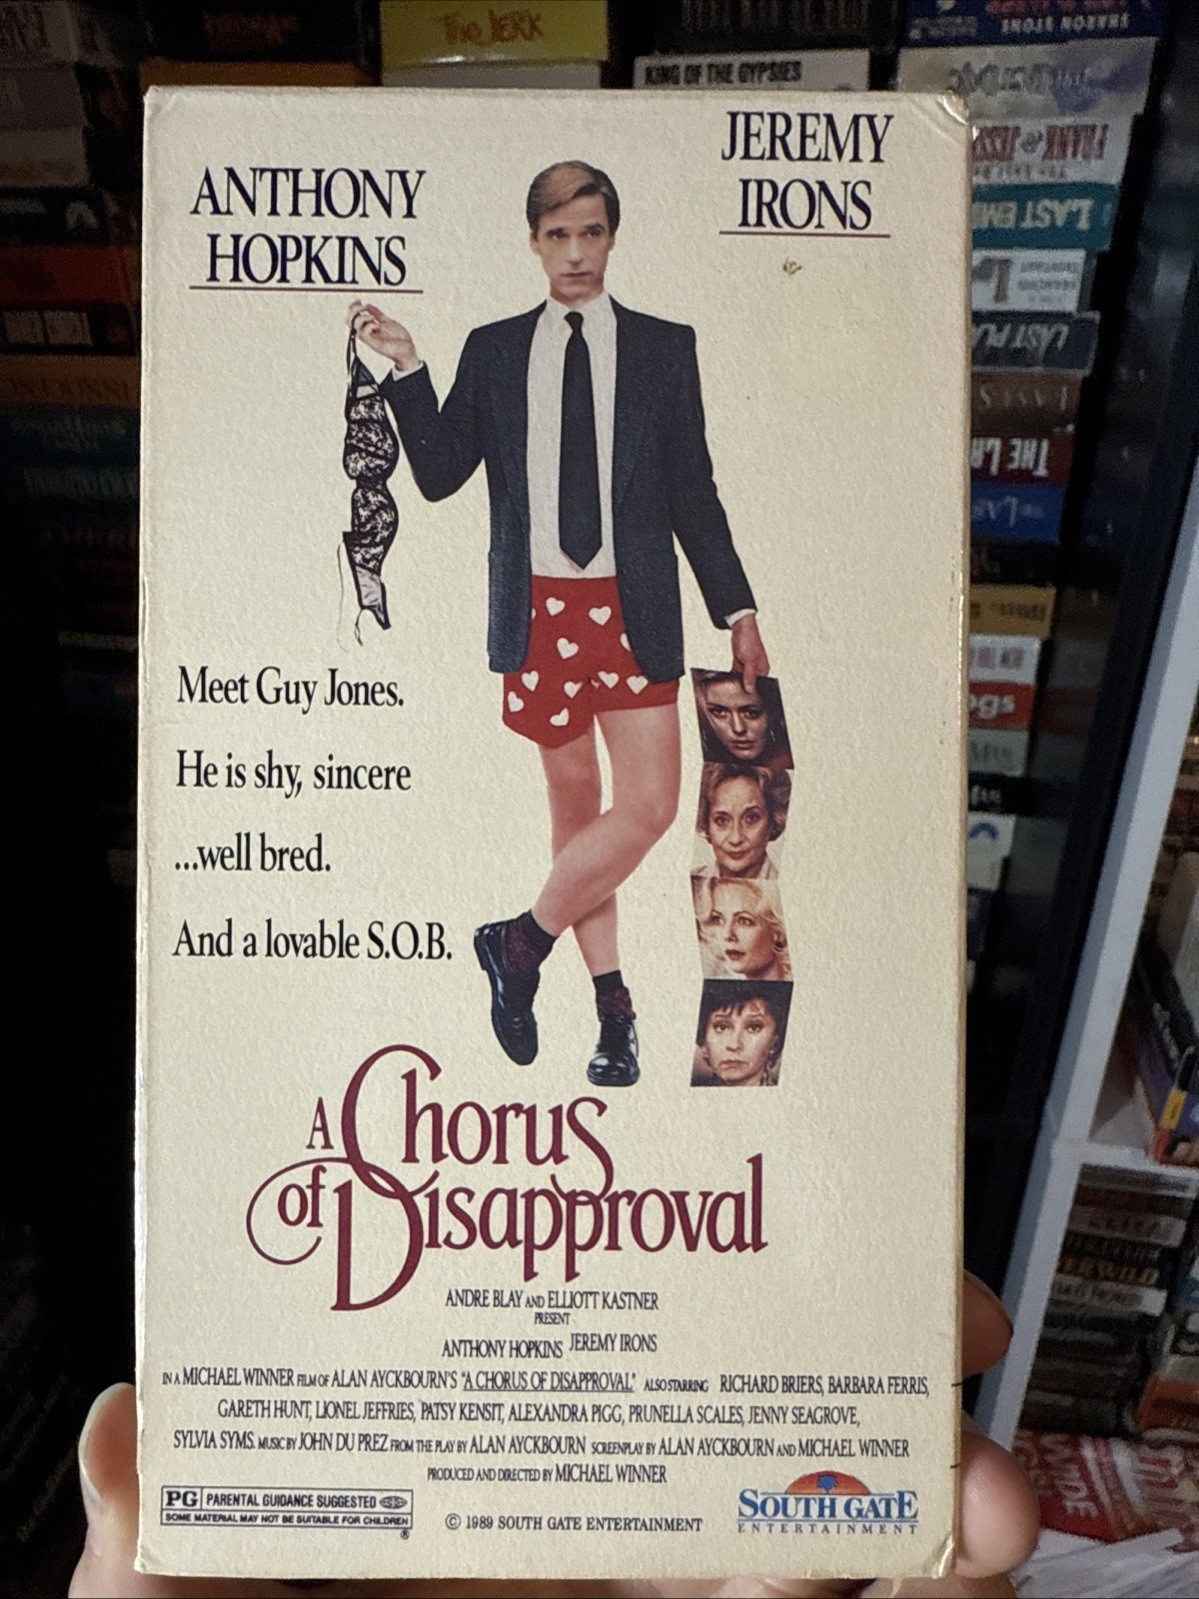 The JERK
KING OF THE GYPSIES
SHARON STONE
ANTHONY
HOPKINS
JEREMY
IRONS
Meet Guy Jones.
He is shy, sincere
...well bred.
And a lovable S.O.B.
A Chorus
of Disapproval
ANDRE BLAY AND ELLIOTT KASTNER
PRESENT
ANTHONY HOPKINS JEREMY IRONS
IN A MICHAEL WINNER FILM OF ALAN AYCKBOURN'S "A CHORUS OF DISAPPROVAL" ALSO STARRING RICHARD BRIERS, BARBARA FERRIS,
GARETH HUNT, LIONEL JEFFRIES, PATSY KENSIT, ALEXANDRA PIGG, PRUNELLA SCALES, JENNY SEAGROVE,
SYLVIA SYMS. MUSIC BY JOHN DU PREZ FROM THE PLAY BY ALAN AYCKBOURN SCREENPLAY BY ALAN AYCKBOURN AND MICHAEL WINNER
PRODUCED AND DIRECTED BY MICHAEL WINNER
PG PARENTAL GUIDANCE SUGGESTED
SOME MATERIAL MAY NOT BE SUITABLE FOR CHILDREN
®
© 1989 SOUTH GATE ENTERTAINMENT
SOUTH GATE
ENTERTAINMENT